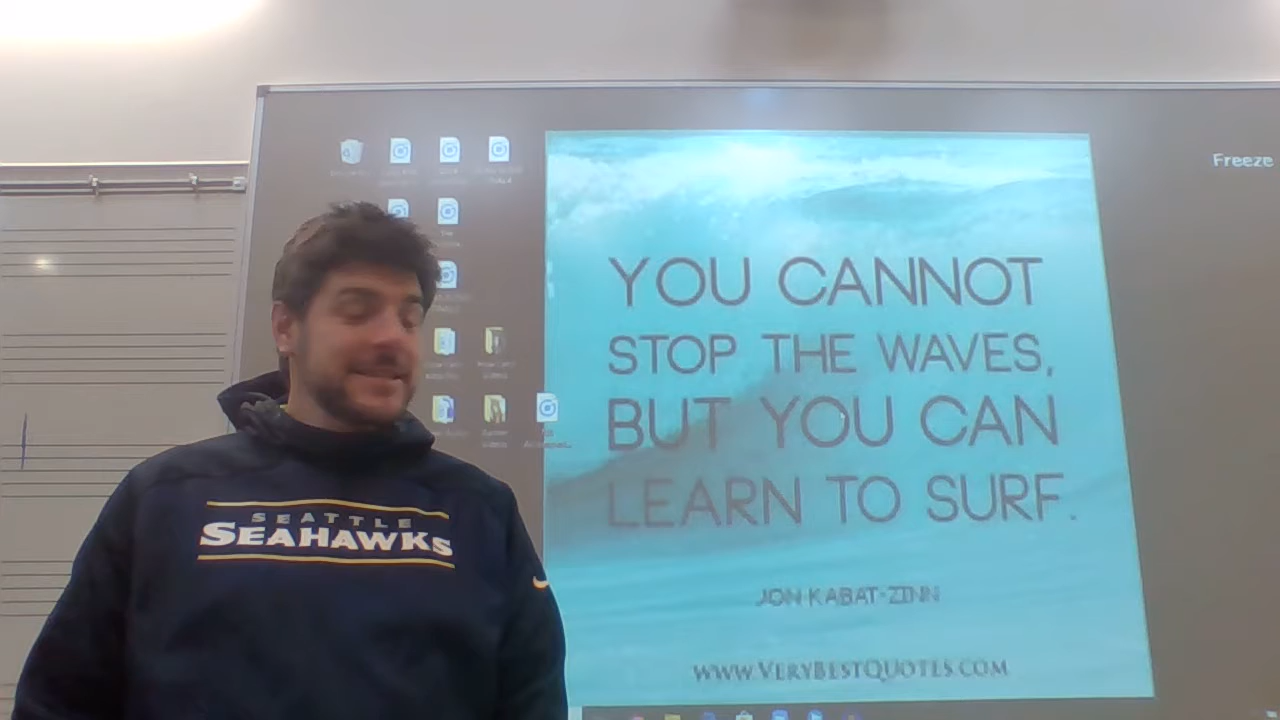 Freeze
YOU CANNOT
STOP THE WAVES,
BUT YOU CAN
LEARN TO SURF.
JON KABAT-ZINN
WWW.VERYBESTQUOTES.COM
SEATTLE
SEAHAWKS